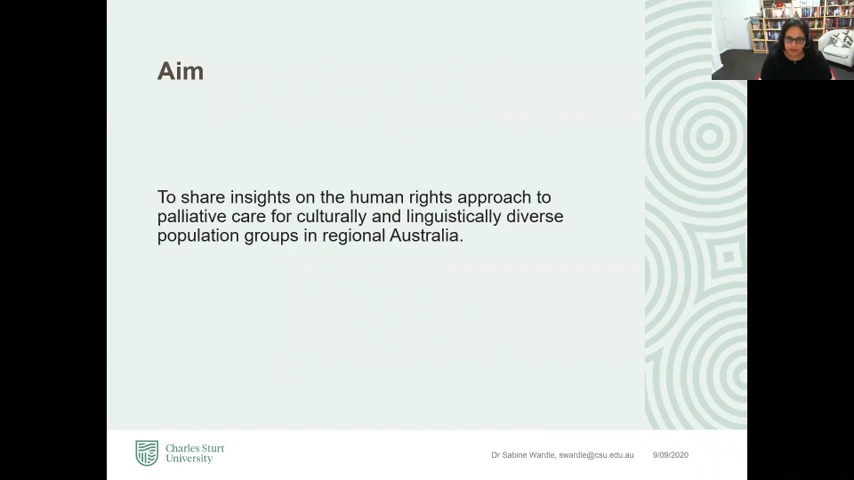 Aim
To share insights on the human rights approach to
palliative care for culturally and linguistically diverse
population groups in regional Australia.
Charles Sturt
University
Dr Sabine Wardle, swardle@csu.edu.au 9/09/2020